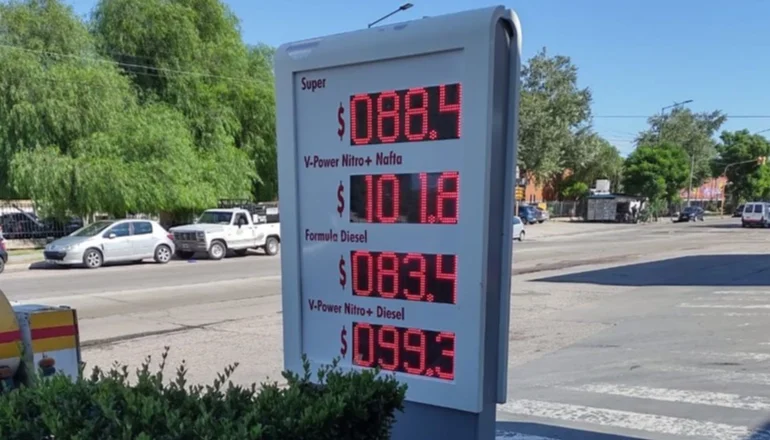 Super
$ 088.4
V-Power Nitro+ Nafta
$ 101.8
Formula Diesel
$ 083.4
V-Power Nitro+ Diesel
$ 099.3